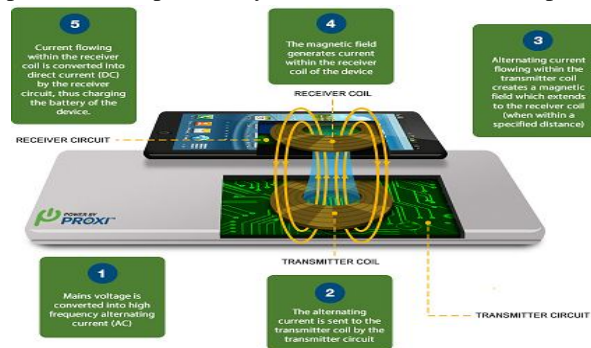 5
Current flowing
within the receiver
coil is converted into
direct current (DC)
by the receiver
circuit, thus charging
the battery of the
device.
4
The magnetic field
generates current
within the receiver
coil of the device
3
Alternating current
flowing within the
transmitter coil
creates a magnetic
field which extends
to the receiver coil
(when within a
specified distance)
RECEIVER COIL
RECEIVER CIRCUIT
POWER BY
PROXI™
TRANSMITTER COIL
1
Mains voltage is
converted into high
frequency alternating
current (AC)
2
The alternating
current is sent to the
transmitter coil by the
transmitter circuit
TRANSMITTER CIRCUIT